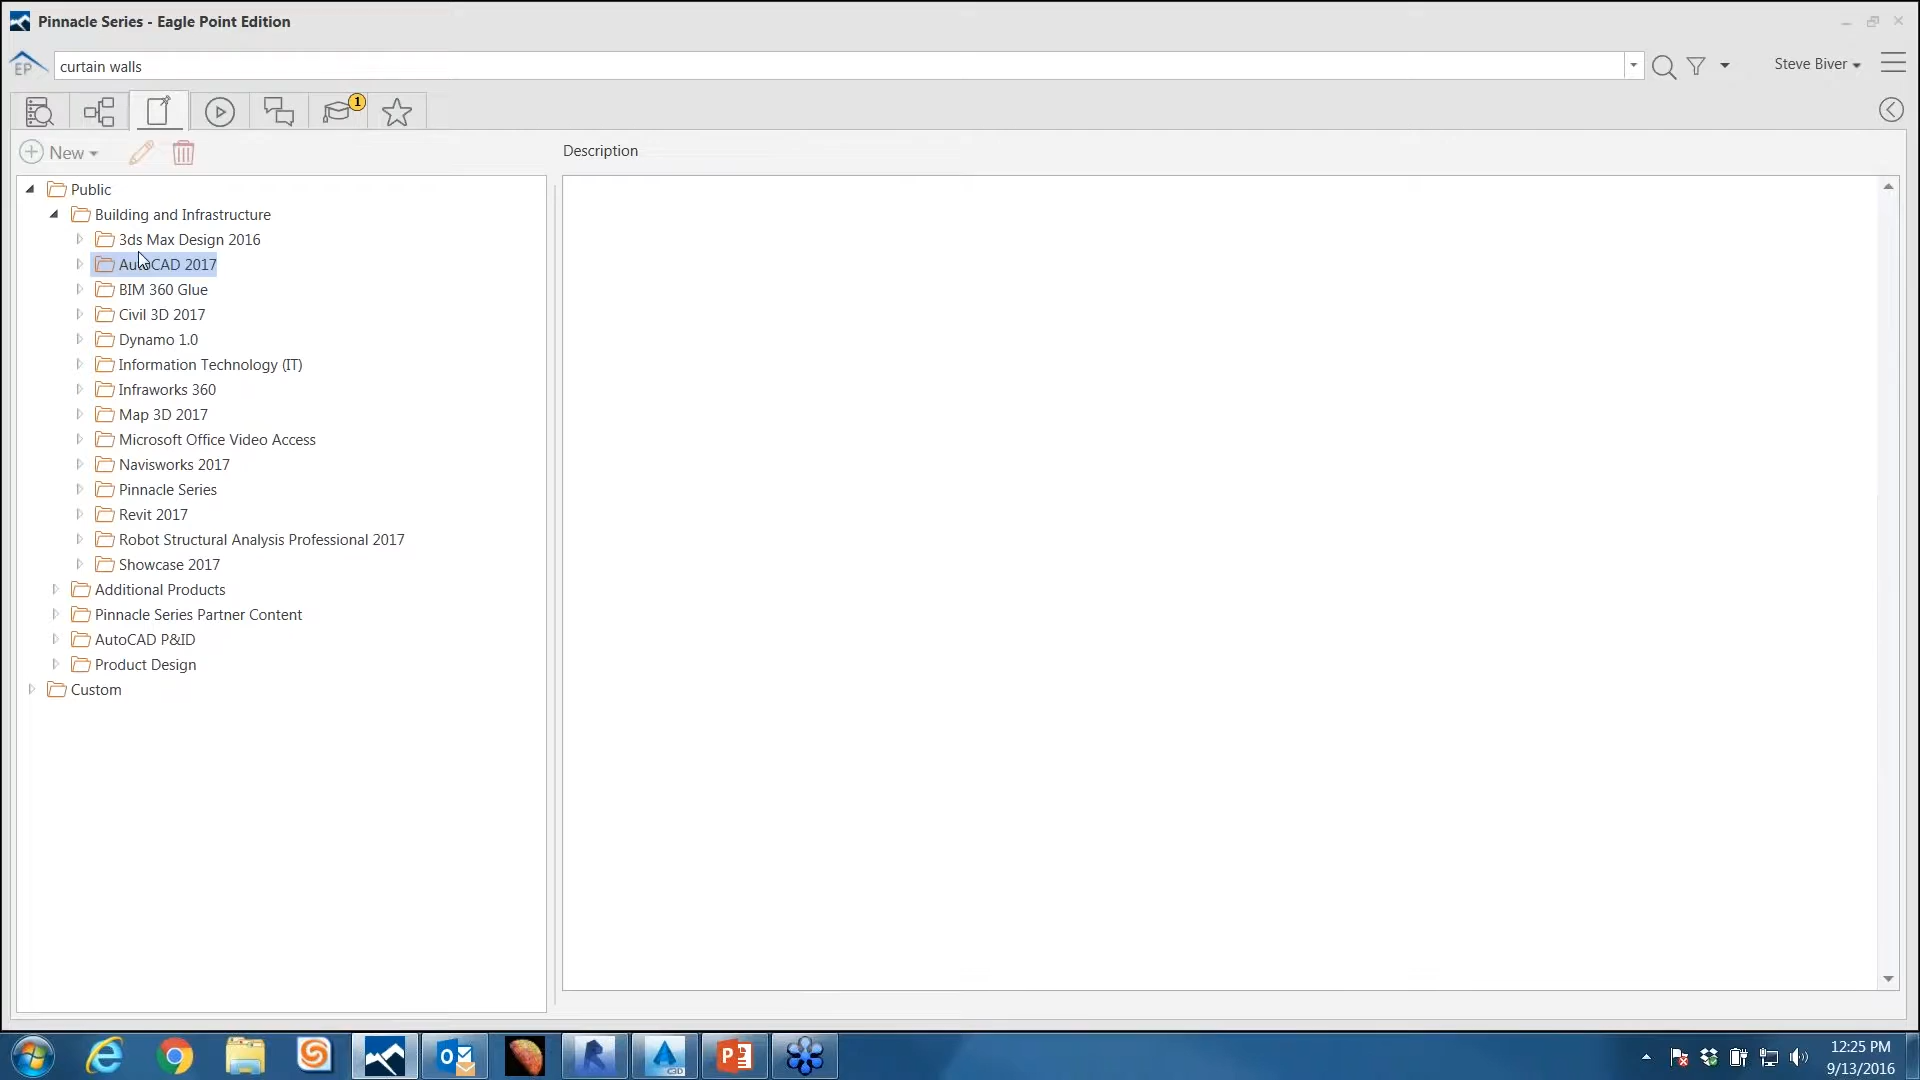 Pinnacle Series - Eagle Point Edition
EP
curtain walls
Steve Biver
1
New
Description
Public
Building and Infrastructure
3ds Max Design 2016
AutoCAD 2017
BIM 360 Glue
Civil 3D 2017
Dynamo 1.0
Information Technology (IT)
Infraworks 360
Map 3D 2017
Microsoft Office Video Access
Navisworks 2017
Pinnacle Series
Revit 2017
Robot Structural Analysis Professional 2017
Showcase 2017
Additional Products
Pinnacle Series Partner Content
AutoCAD P&ID
Product Design
Custom
C3D
12:25 PM
9/13/2016